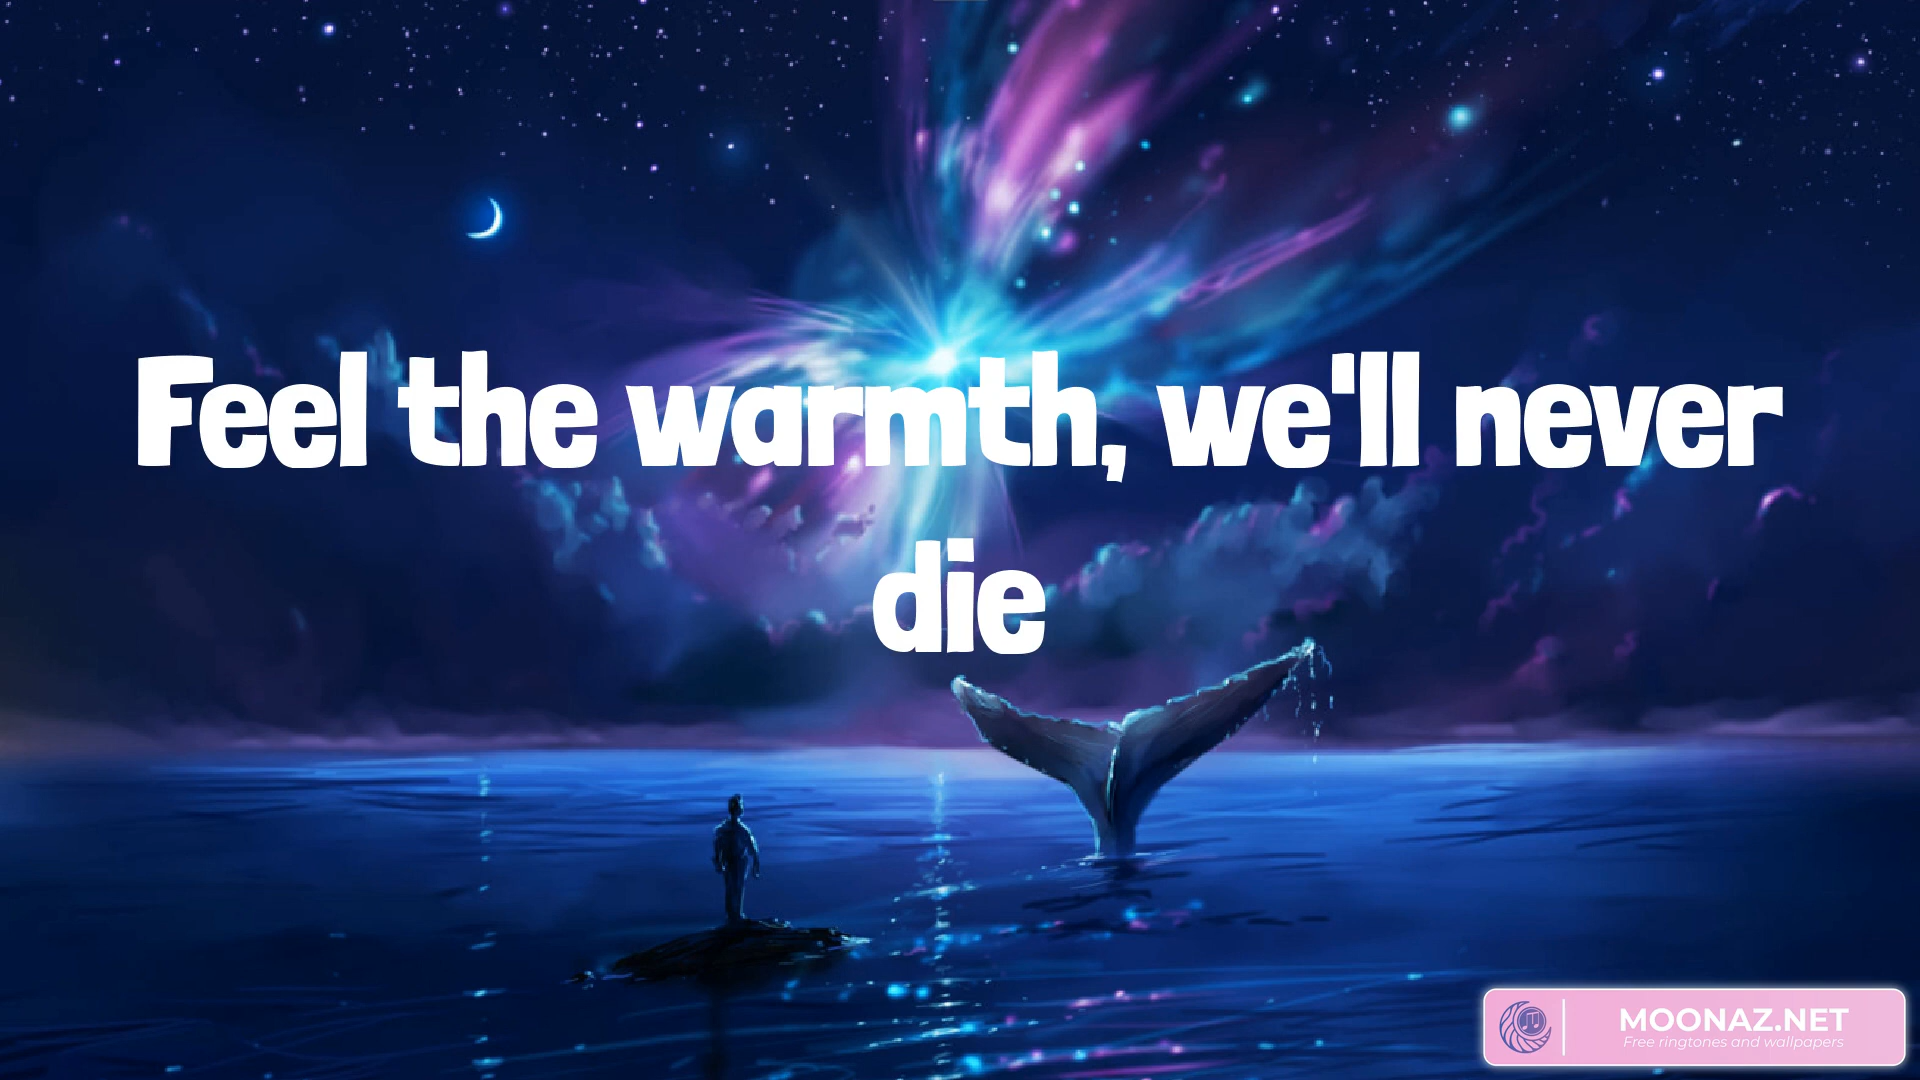 Feel the warmth, we'll never
die
MOONAZ.NET
Free ringtones and wallpapers